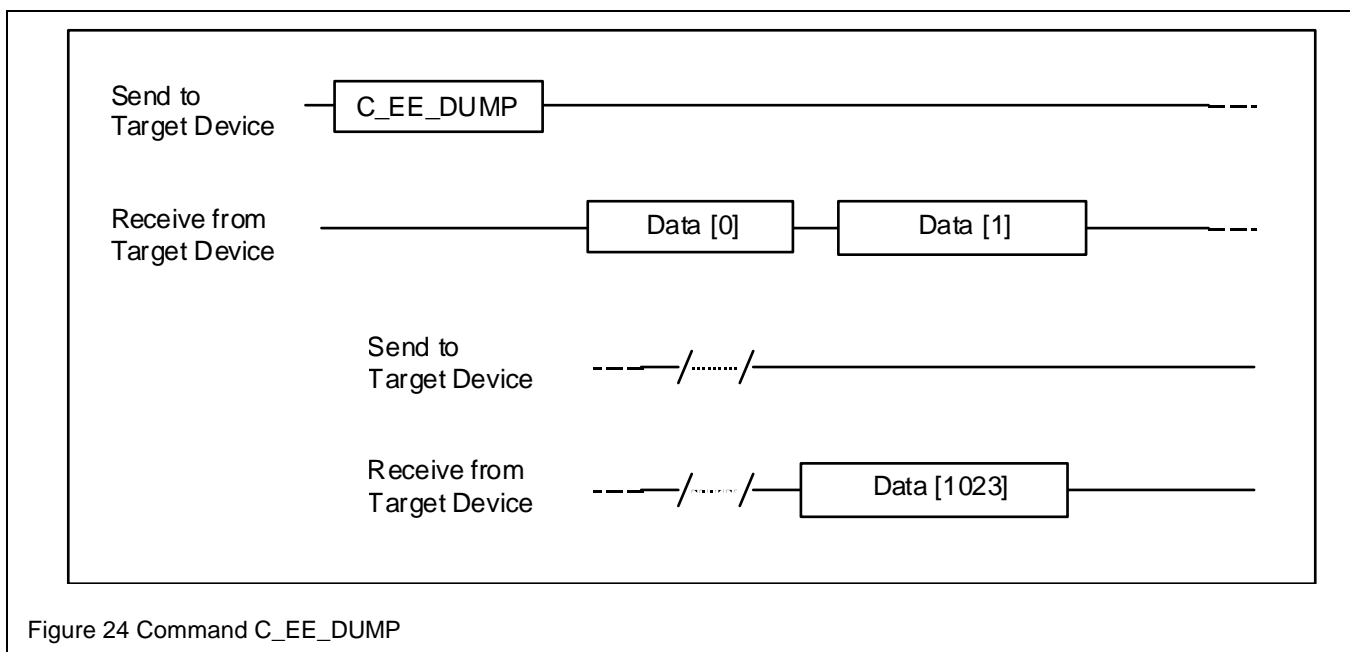 Send to
Target Device
C_EE_DUMP
Receive from
Target Device
Data [0]
Data [1]
Send to
Target Device
Receive from
Target Device
Data [1023]
Figure 24 Command C_EE_DUMP